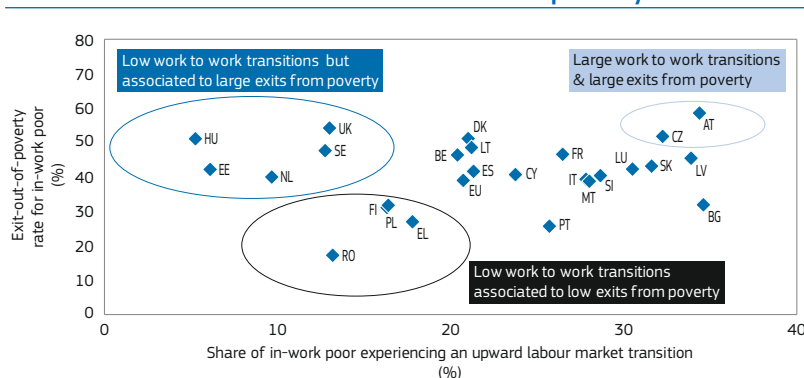 80
70
60
50
40
30
20
10
0
Exit-out-of-poverty
rate for in-work poor
(%)
Low work to work transitions but
associated to large exits from poverty
Large work to work transitions
& large exits from poverty
HU
UK
SE
EE
NL
DK
LT
BE
ES
EU
CY
FR
IT
MT
SI
LU
SK
CZ
AT
LV
BG
PT
FI
PL
EL
RO
Low work to work transitions
associated to low exits from poverty
0
10
20
30
40
Share of in-work poor experiencing an upward labour market transition
(%)